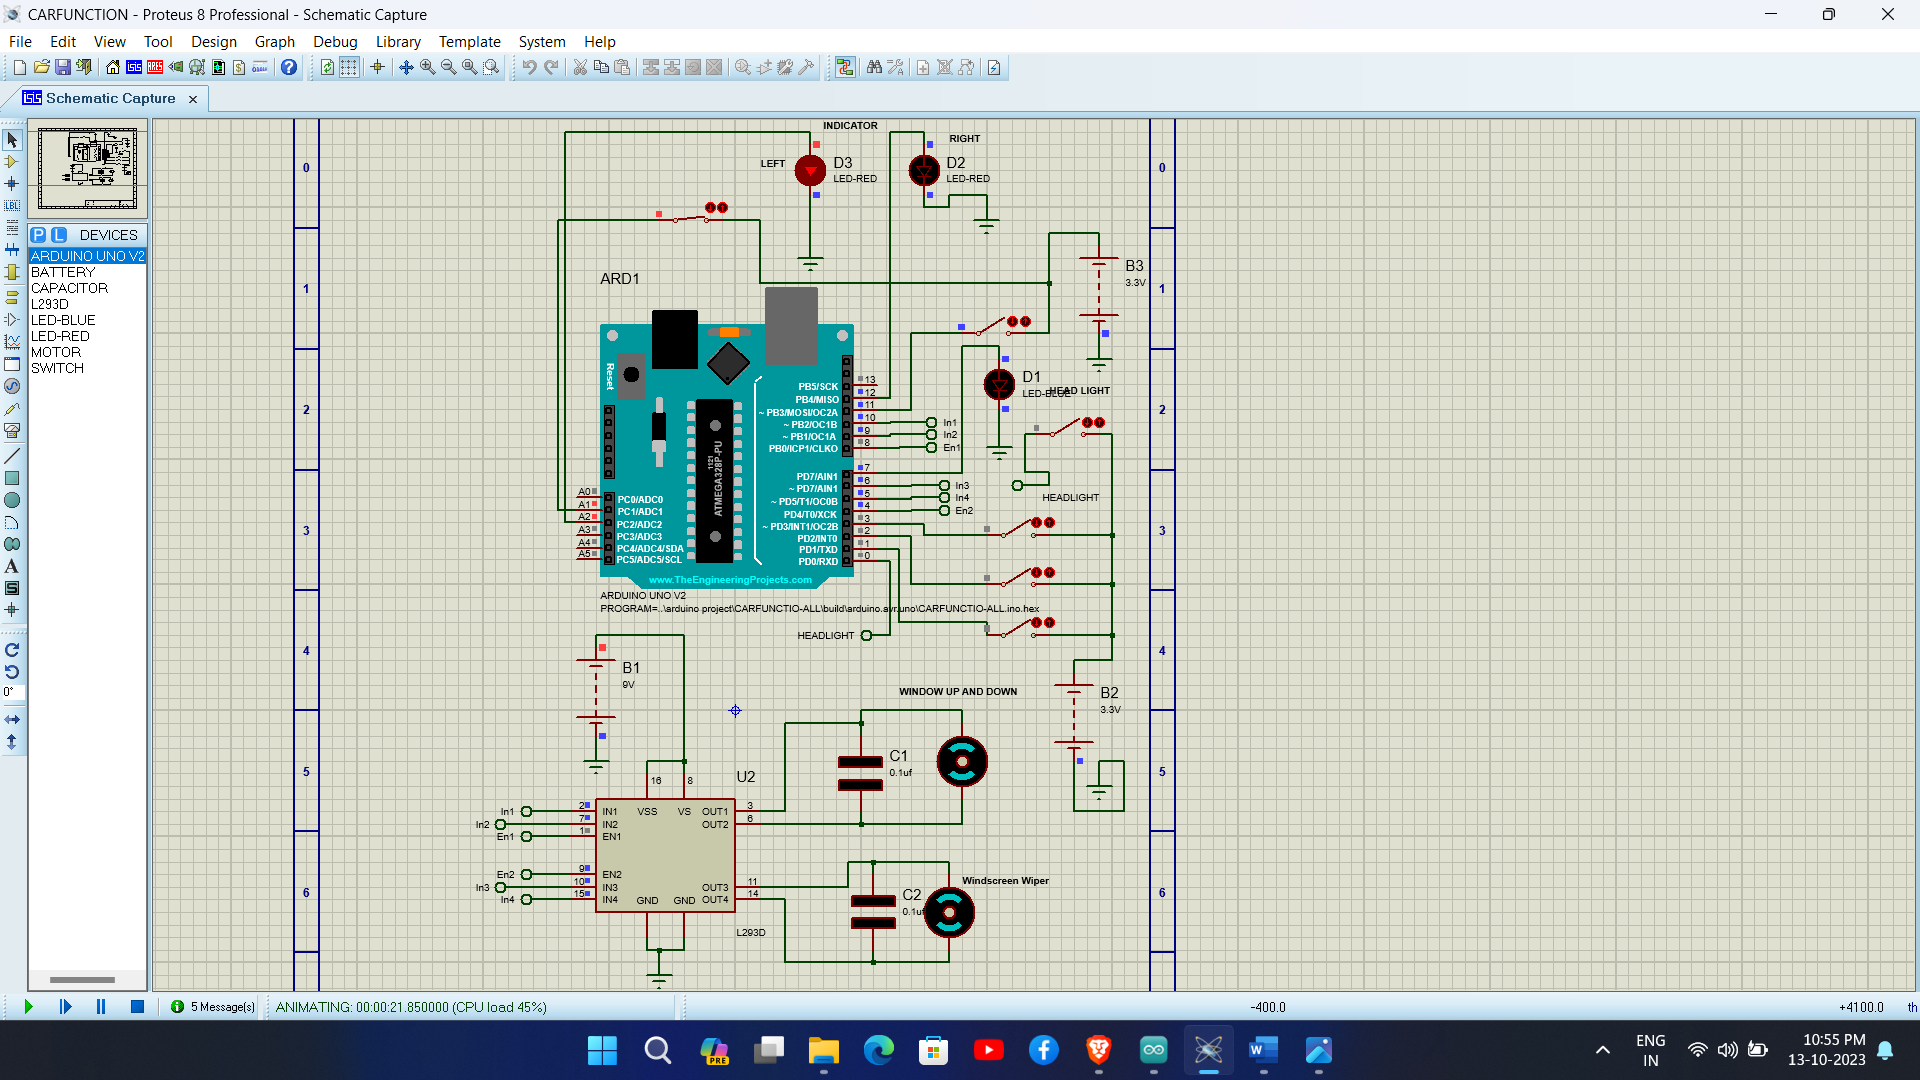 CARFUNCTION - Proteus 8 Professional - Schematic Capture
File Edit View Tool Design Graph Debug Library Template System Help
Schematic Capture
P L DEVICES
ARDUINO UNO V2
BATTERY
CAPACITOR
L293D
LED-BLUE
LED-RED
MOTOR
SWITCH
LBL
0°
0
1
2
3
4
5
6
0
1
2
3
4
5
6
INDICATOR
LEFT
D3
LED-RED
RIGHT
D2
LED-RED
ARD1
B3
3.3V
D1
LED-BLUE
HEAD LIGHT
HEADLIGHT
Reset
1121
ATMEGA328P-PU
PB5/SCK 13
PB4/MISO 12
~ PB3/MOSI/OC2A 11
~ PB2/OC1B 10 In1
~ PB1/OC1A 9 In2
PB0/ICP1/CLKO 8 En1
PD7/AIN1 7
~ PD7/AIN1 6 In3
~ PD5/T1/OC0B 5 In4
PD4/T0/XCK 4 En2
~ PD3/INT1/OC2B 3
PD2/INT0 2
PD1/TXD 1
PD0/RXD 0
A0 PC0/ADC0
A1 PC1/ADC1
A2 PC2/ADC2
A3 PC3/ADC3
A4 PC4/ADC4/SDA
A5 PC5/ADC5/SCL
www.TheEngineeringProjects.com
ARDUINO UNO V2
PROGRAM=..\arduino project\CARFUNCTIO-ALL\build\arduino.avr.uno\CARFUNCTIO-ALL.ino.hex
HEADLIGHT
B1
9V
WINDOW UP AND DOWN
B2
3.3V
C1
0.1uf
U2
16 8
In1 2 IN1 VSS VS OUT1 3
In2 7 IN2 OUT2 6
En1 1 EN1
En2 9 EN2
In3 10 IN3 OUT3 11
In4 15 IN4 GND GND OUT4 14
L293D
C2
0.1uf
Windscreen Wiper
5 Message(s) ANIMATING: 00:00:21.850000 (CPU load 45%) -400.0 +4100.0 th
PRE
ENG
IN
10:55 PM
13-10-2023